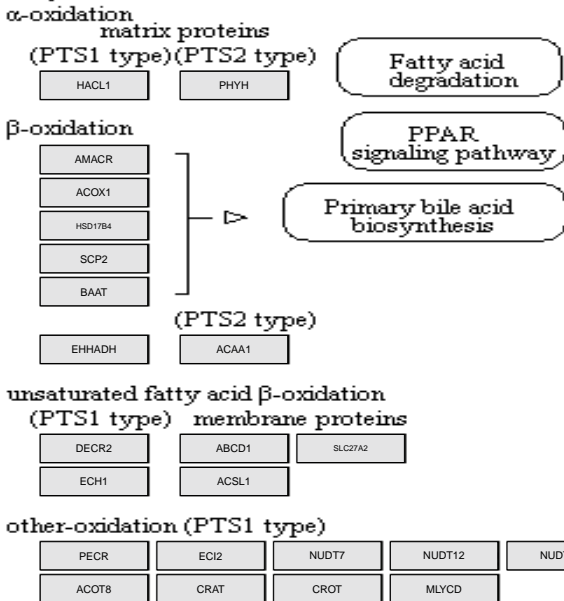 α-oxidation
matrix proteins
(PTS1 type)(PTS2 type)
HACL1 PHYH
Fatty acid
degradation
β-oxidation
PPAR
signaling pathway
AMACR
ACOX1
HSD17B4
SCP2
BAAT
Primary bile acid
biosynthesis
(PTS2 type)
EHHADH ACAA1
unsaturated fatty acid β-oxidation
(PTS1 type) membrane proteins
DECR2 ABCD1 SLC27A2
ECH1 ACSL1
other-oxidation (PTS1 type)
PECR ECI2 NUDT7 NUDT12
ACOT8 CRAT CROT MLYCD